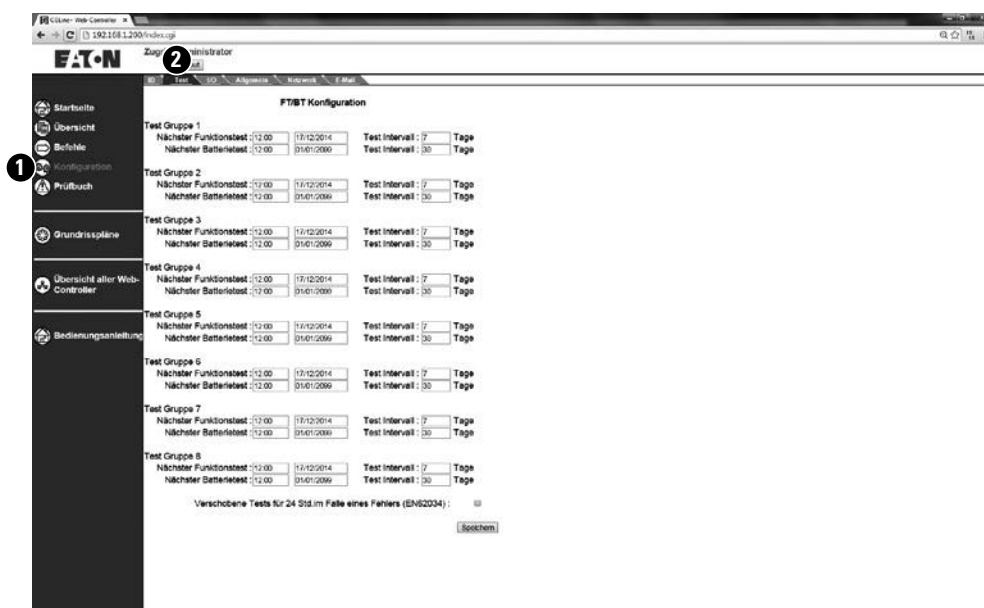 CGLine+ Web-Controller
192.168.1.200/index.cgi
EATON
2
ID Test I/O Allgemein Netzwerk E-Mail
Startseite
Übersicht
Befehle
1 Konfiguration
Prüfbuch
Grundrisspläne
Übersicht aller Web-
Controller
Bedienungsanleitung
FT/BT Konfiguration
Test Gruppe 1
Nächster Funktionstest : 12:00 17/12/2014 Test Intervall : 7 Tage
Nächster Batterietest : 12:00 01/01/2099 Test Intervall : 30 Tage
Test Gruppe 2
Nächster Funktionstest : 12:00 17/12/2014 Test Intervall : 7 Tage
Nächster Batterietest : 12:00 01/01/2099 Test Intervall : 30 Tage
Test Gruppe 3
Nächster Funktionstest : 12:00 17/12/2014 Test Intervall : 7 Tage
Nächster Batterietest : 12:00 01/01/2099 Test Intervall : 30 Tage
Test Gruppe 4
Nächster Funktionstest : 12:00 17/12/2014 Test Intervall : 7 Tage
Nächster Batterietest : 12:00 01/01/2099 Test Intervall : 30 Tage
Test Gruppe 5
Nächster Funktionstest : 12:00 17/12/2014 Test Intervall : 7 Tage
Nächster Batterietest : 12:00 01/01/2099 Test Intervall : 30 Tage
Test Gruppe 6
Nächster Funktionstest : 12:00 17/12/2014 Test Intervall : 7 Tage
Nächster Batterietest : 12:00 01/01/2099 Test Intervall : 30 Tage
Test Gruppe 7
Nächster Funktionstest : 12:00 17/12/2014 Test Intervall : 7 Tage
Nächster Batterietest : 12:00 01/01/2099 Test Intervall : 30 Tage
Test Gruppe 8
Nächster Funktionstest : 12:00 17/12/2014 Test Intervall : 7 Tage
Nächster Batterietest : 12:00 01/01/2099 Test Intervall : 30 Tage
Verschobene Tests für 24 Std.im Falle eines Fehlers (EN62034) :
Speichern